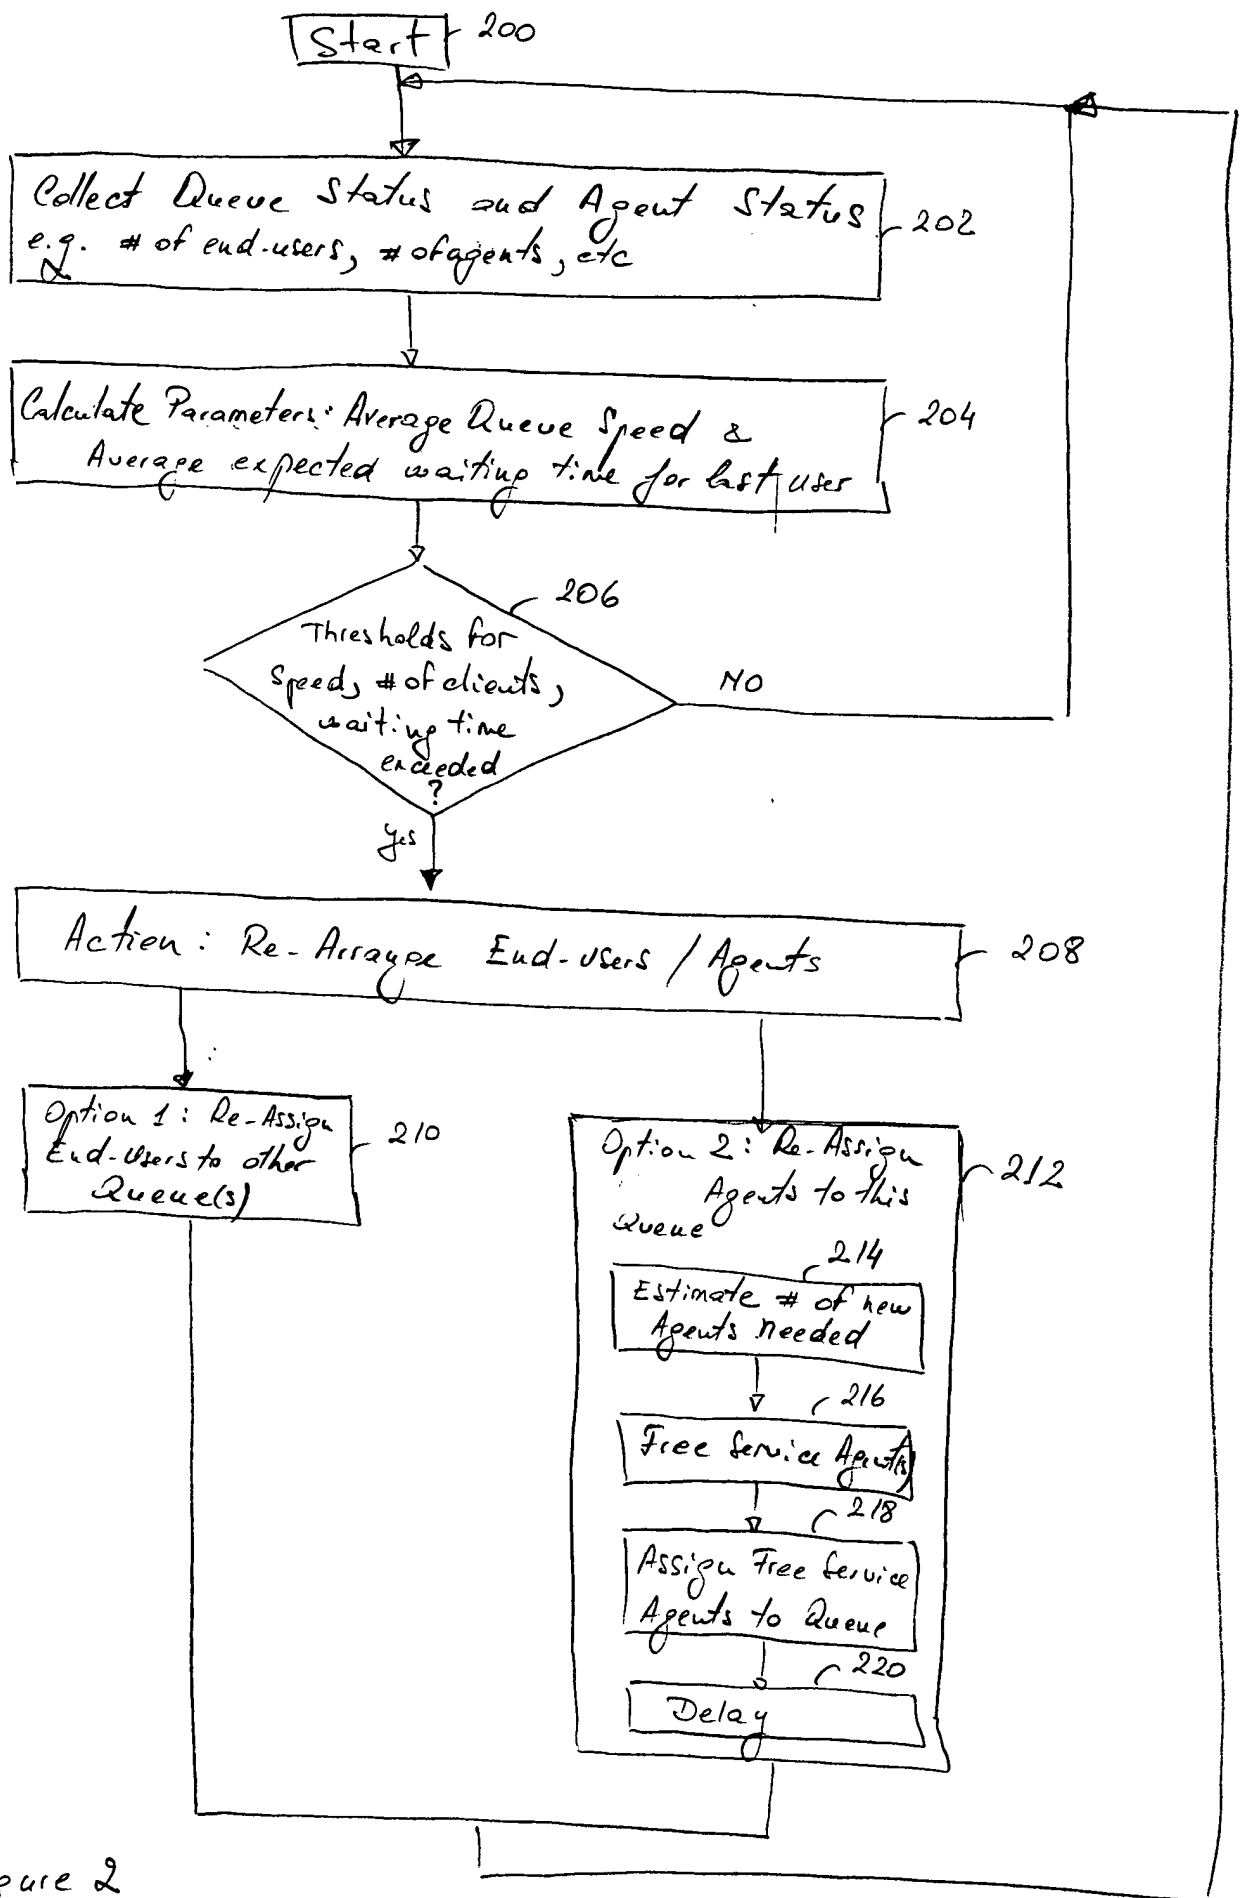 Start
200
Collect Queue Status and Agent Status
e.g. # of end-users, # of agents, etc
202
Calculate Parameters: Average Queue Speed &
Average expected waiting time for last user
204
206
Thresholds for
Speed, # of clients,
waiting time
exceeded
?
NO
yes
Action: Re-Arrange End-Users / Agents
208
Option 1: Re-Assign
End-Users to other
Queue(s)
210
Option 2: Re-Assign
Agents to this
Queue
212
214
Estimate # of new
Agents needed
216
Free Service Agent(s)
218
Assign Free Service
Agents to Queue
220
Delay
gure 2